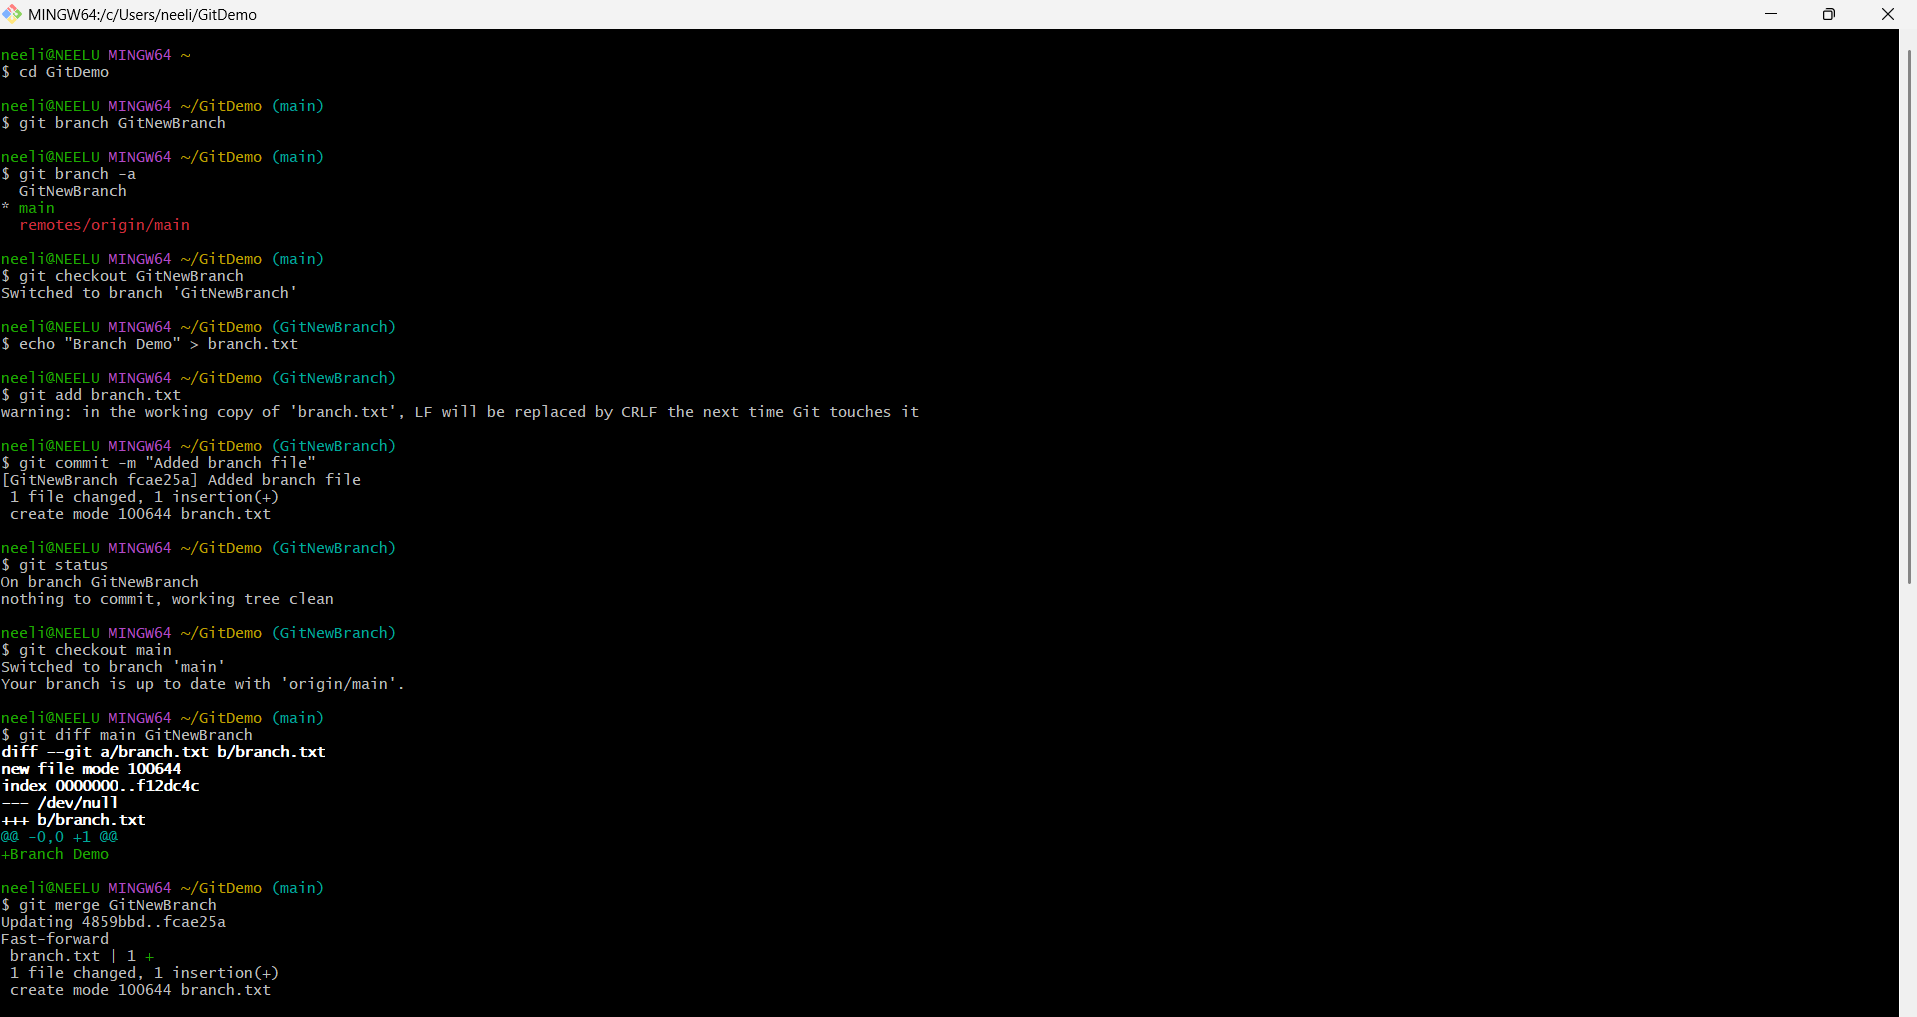 MINGW64:/c/Users/neeli/GitDemo
neeli@NEELU MINGW64 ~
$ cd GitDemo
neeli@NEELU MINGW64 ~/GitDemo (main)
$ git branch GitNewBranch
neeli@NEELU MINGW64 ~/GitDemo (main)
$ git branch -a
  GitNewBranch
* main
  remotes/origin/main
neeli@NEELU MINGW64 ~/GitDemo (main)
$ git checkout GitNewBranch
Switched to branch 'GitNewBranch'
neeli@NEELU MINGW64 ~/GitDemo (GitNewBranch)
$ echo "Branch Demo" > branch.txt
neeli@NEELU MINGW64 ~/GitDemo (GitNewBranch)
$ git add branch.txt
warning: in the working copy of 'branch.txt', LF will be replaced by CRLF the next time Git touches it
neeli@NEELU MINGW64 ~/GitDemo (GitNewBranch)
$ git commit -m "Added branch file"
[GitNewBranch fcae25a] Added branch file
 1 file changed, 1 insertion(+)
 create mode 100644 branch.txt
neeli@NEELU MINGW64 ~/GitDemo (GitNewBranch)
$ git status
On branch GitNewBranch
nothing to commit, working tree clean
neeli@NEELU MINGW64 ~/GitDemo (GitNewBranch)
$ git checkout main
Switched to branch 'main'
Your branch is up to date with 'origin/main'.
neeli@NEELU MINGW64 ~/GitDemo (main)
$ git diff main GitNewBranch
diff --git a/branch.txt b/branch.txt
new file mode 100644
index 0000000..f12dc4c
--- /dev/null
+++ b/branch.txt
@@ -0,0 +1 @@
+Branch Demo
neeli@NEELU MINGW64 ~/GitDemo (main)
$ git merge GitNewBranch
Updating 4859bbd..fcae25a
Fast-forward
 branch.txt | 1 +
 1 file changed, 1 insertion(+)
 create mode 100644 branch.txt